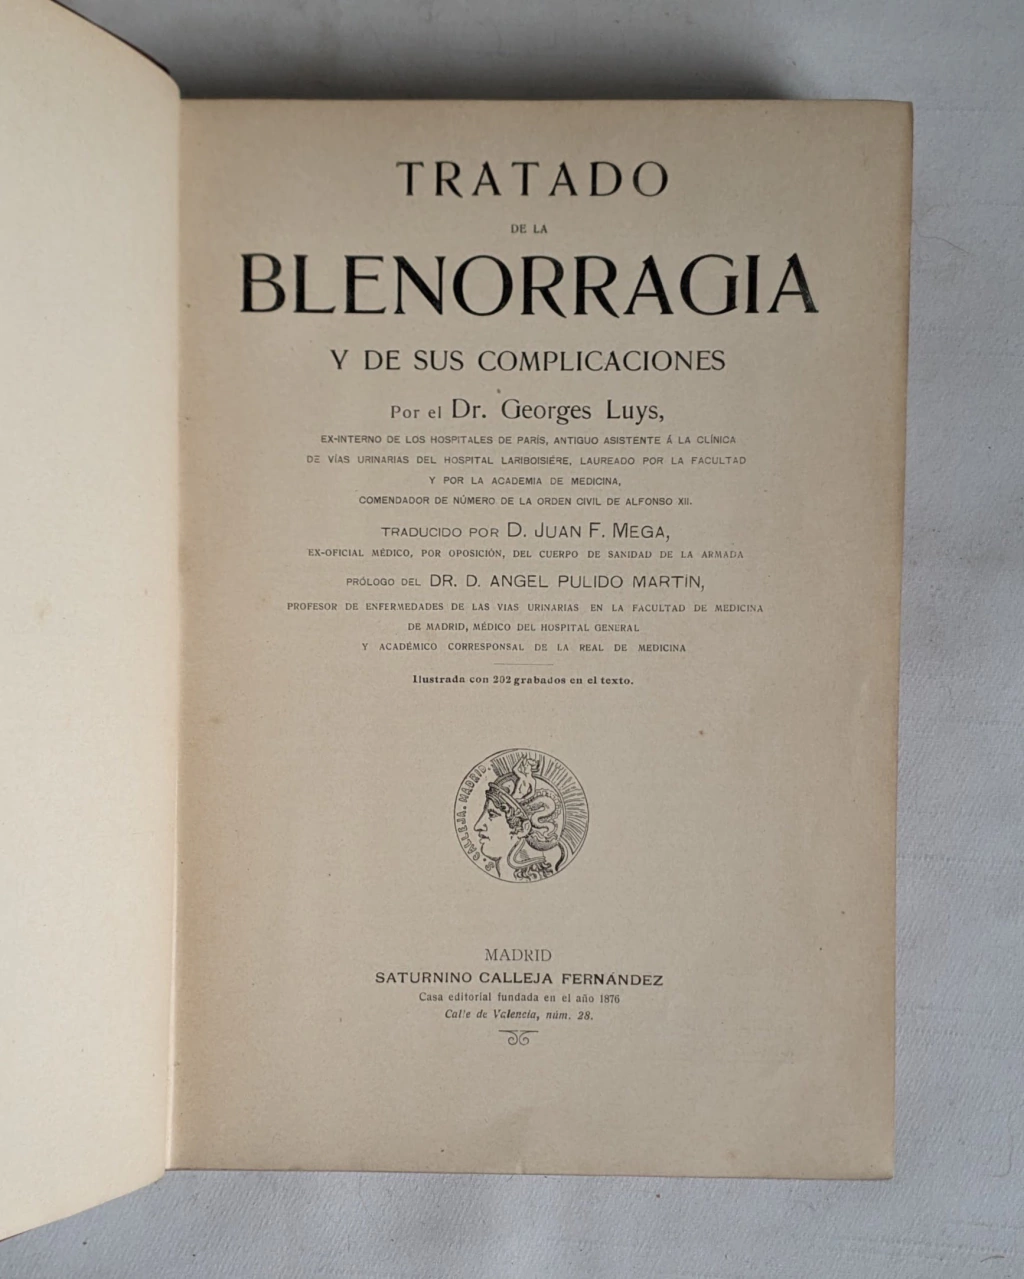 TRATADO
DE LA
BLENORRAGIA
Y DE SUS COMPLICACIONES
Por el Dr. Georges Luys,
EX-INTERNO DE LOS HOSPITALES DE PARÍS, ANTIGUO ASISTENTE Á LA CLÍNICA
DE VÍAS URINARIAS DEL HOSPITAL LARIBOISIÉRE, LAUREADO POR LA FACULTAD
Y POR LA ACADEMIA DE MEDICINA,
COMENDADOR DE NÚMERO DE LA ORDEN CIVIL DE ALFONSO XII.
TRADUCIDO POR D. JUAN F. MEGA,
EX-OFICIAL MÉDICO, POR OPOSICIÓN, DEL CUERPO DE SANIDAD DE LA ARMADA
PRÓLOGO DEL DR. D. ANGEL PULIDO MARTÍN,
PROFESOR DE ENFERMEDADES DE LAS VIAS URINARIAS EN LA FACULTAD DE MEDICINA
DE MADRID, MÉDICO DEL HOSPITAL GENERAL
Y ACADÉMICO CORRESPONSAL DE LA REAL DE MEDICINA
Ilustrada con 202 grabados en el texto.
S. CALLEJA. MADRID.
MADRID
SATURNINO CALLEJA FERNÁNDEZ
Casa editorial fundada en el año 1876
Calle de Valencia, núm. 28.